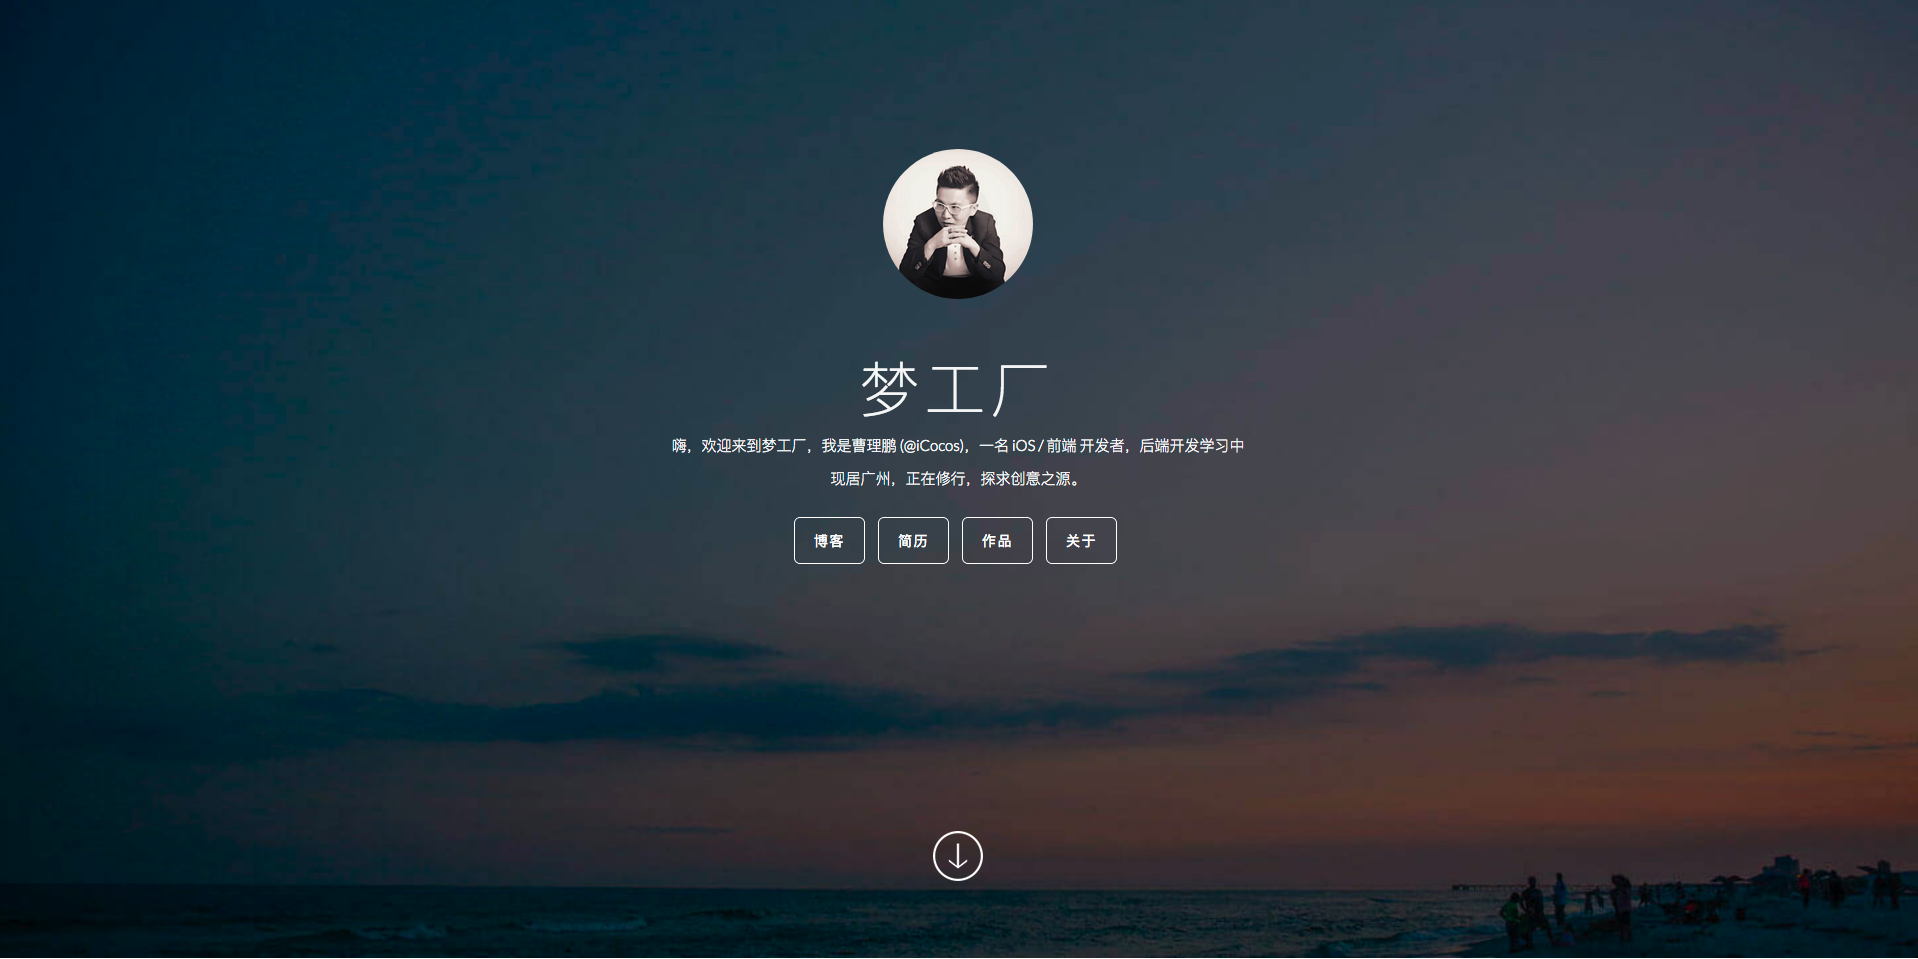 梦工厂
嗨，欢迎来到梦工厂，我是曹理鹏 (@iCocos)，一名 iOS / 前端 开发者，后端开发学习中
现居广州，正在修行，探求创意之源。
博客 简历 作品 关于